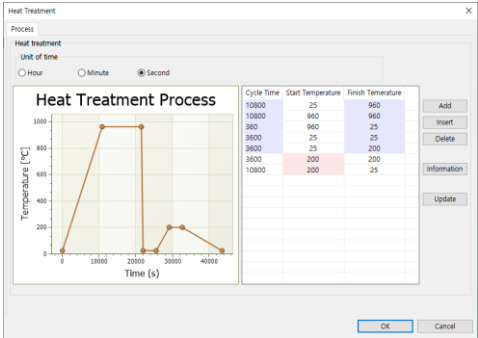 Heat Treatment
Process
Heat treatment
Unit of time
Hour Minute Second
Heat Treatment Process
Temperature [ºC]
1000
800
600
400
200
0
0 10000 20000 30000 40000
Time (s)
Cycle Time Start Temperature Finish Temerature
10800 25 960
10800 960 960
360 960 25
3600 25 25
3600 25 200
3600 200 200
10800 200 25
Add
Insert
Delete
Information
Update
OK Cancel